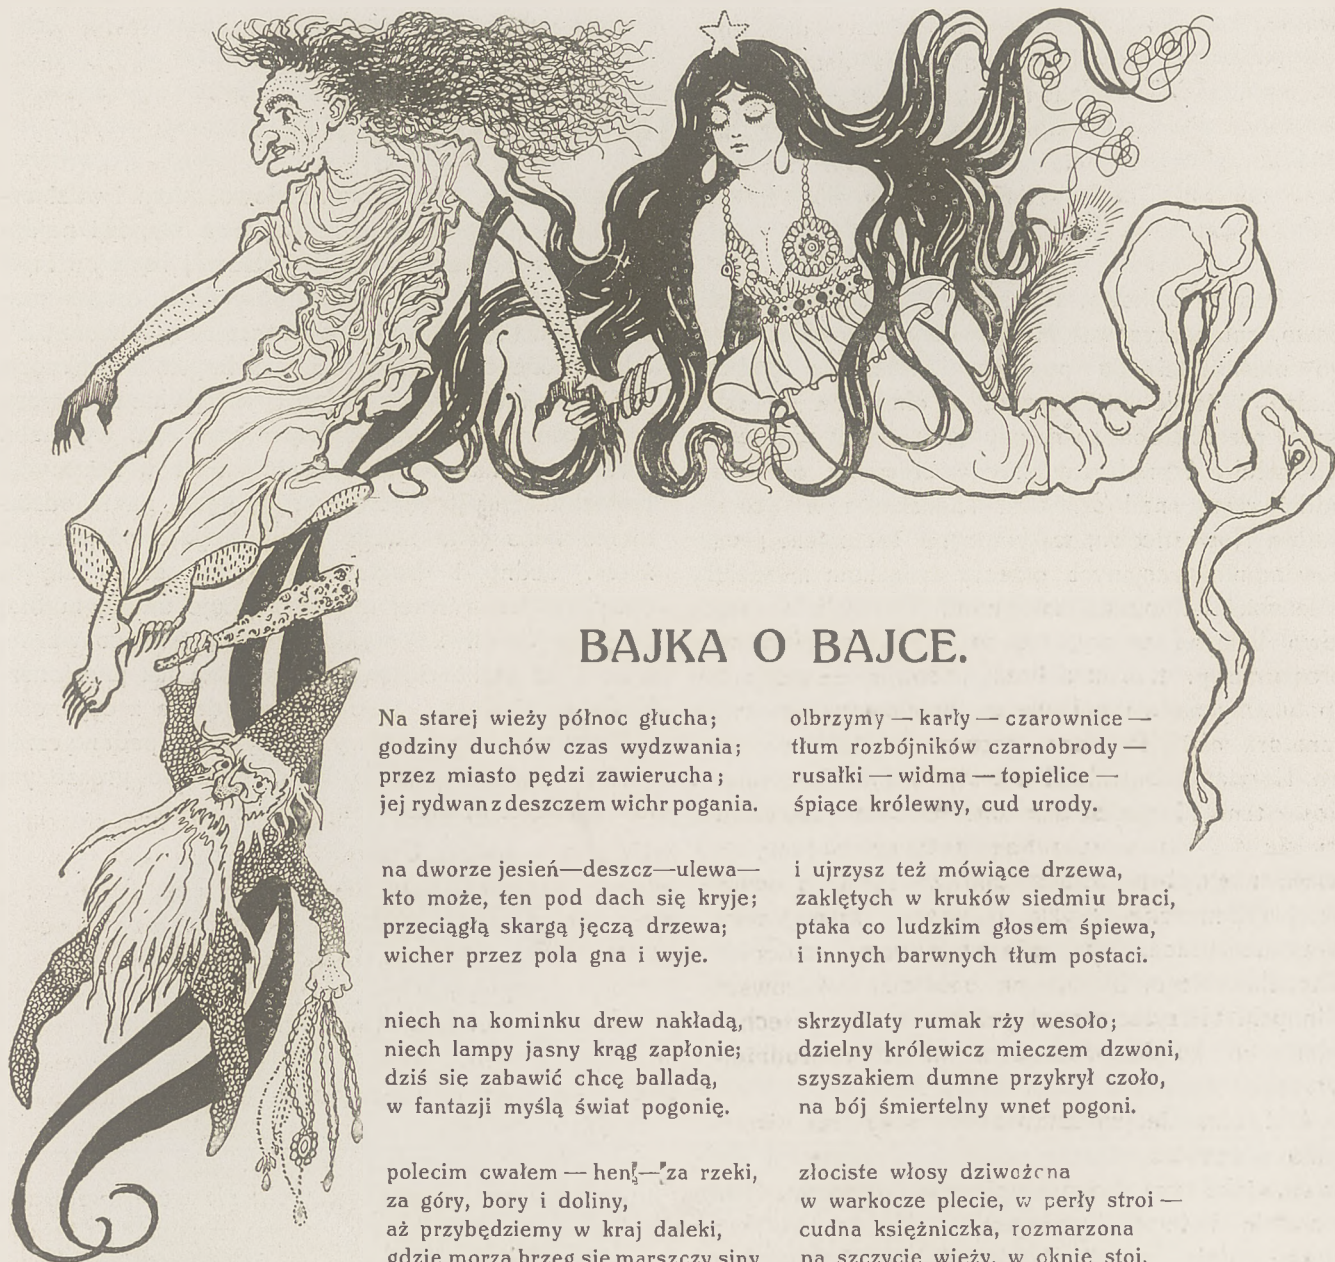 BAJKA O BAJCE.
Na starej wieży północ głucha;
godziny duchów czas wydzwania;
przez miasto pędzi zawierucha;
jej rydwan z deszczem wichr pogania.
na dworze jesień—deszcz—ulewa—
kto może, ten pod dach się kryje;
przeciągłą skargą jęczą drzewa;
wicher przez pola gna i wyje.
niech na kominku drew nakładą,
niech lampy jasny krąg zapłonie;
dziś się zabawić chcę balladą,
w fantazji myślą świat pogonię.
polecim cwałem — hen — za rzeki,
za góry, bory i doliny,
aż przybędziemy w kraj daleki,
gdzie morza brzeg się marszczy siny
olbrzymy — karły — czarownice —
tłum rozbójników czarnobrody —
rusałki — widma — topielice —
śpiące królewny, cud urody.
i ujrzysz też mówiące drzewa,
zaklętych w kruków siedmiu braci,
ptaka co ludzkim głosem śpiewa,
i innych barwnych tłum postaci.
skrzydlaty rumak rży wesoło;
dzielny królewicz mieczem dzwoni,
szyszakiem dumne przykrył czoło,
na bój śmiertelny wnet pogoni.
złociste włosy
w warkocze plecie, w perły stroi —
cudna księżniczka, rozmarzona
na szczycie wieży, w oknie stoi.